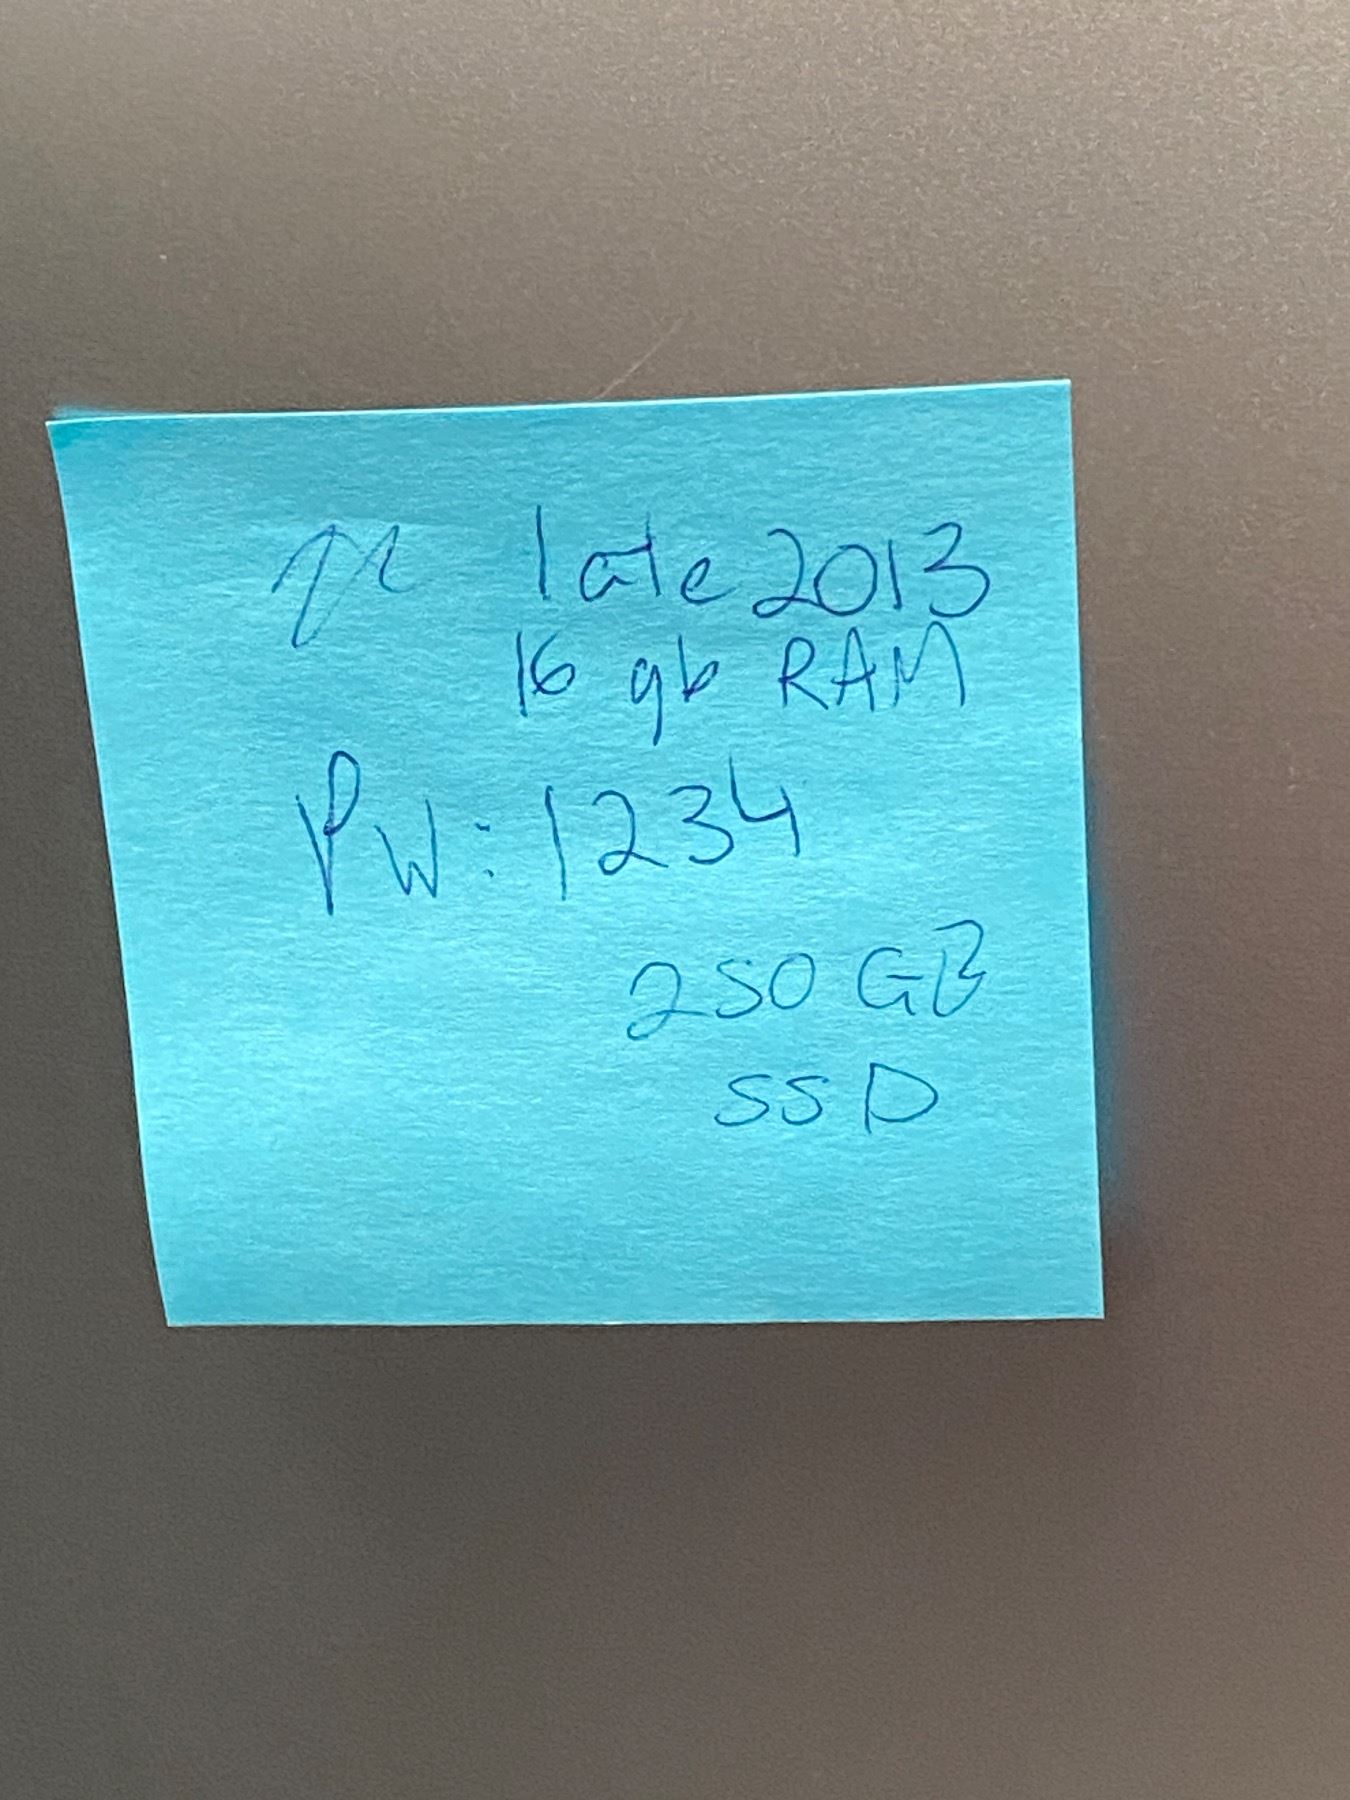 late 2013
16 gb RAM
PW: 1234
250 GB
SSD